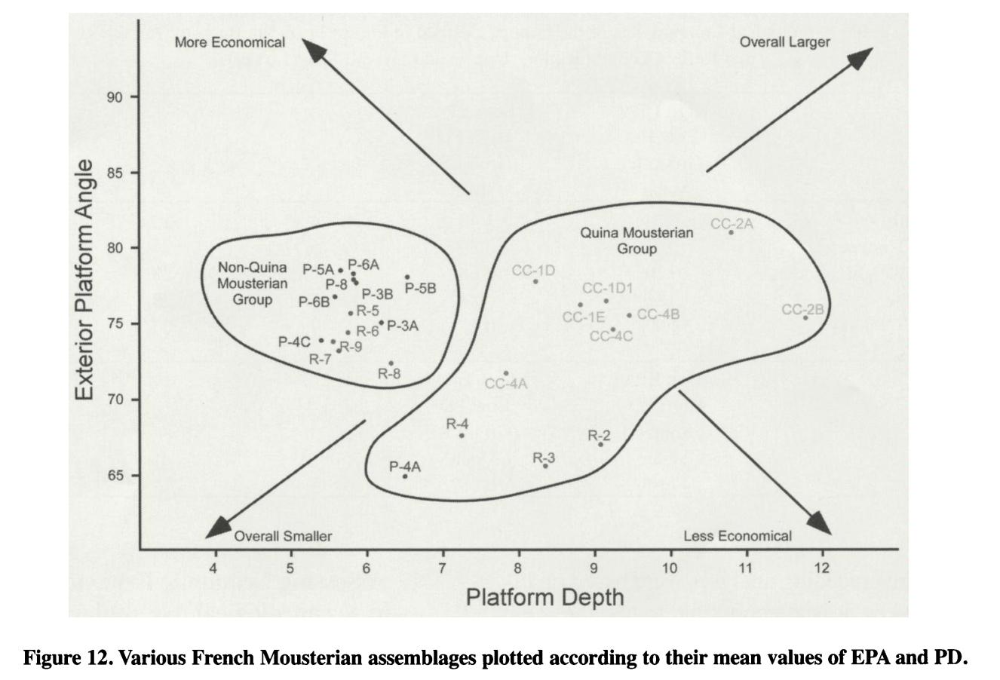 More Economical
Overall Larger
90
85
80
75
70
65
Exterior Platform Angle
Non-Quina
Mousterian
Group
P-5A
P-6A
P-8
P-3B
P-5B
P-6B
R-5
P-3A
R-6
P-4C
R-9
R-7
R-8
Quina Mousterian
Group
CC-2A
CC-1D
CC-1D1
CC-1E
CC-4B
CC-4C
CC-2B
CC-4A
R-4
R-2
R-3
P-4A
Overall Smaller
Less Economical
4 5 6 7 8 9 10 11 12
Platform Depth
Figure 12. Various French Mousterian assemblages plotted according to their mean values of EPA and PD.